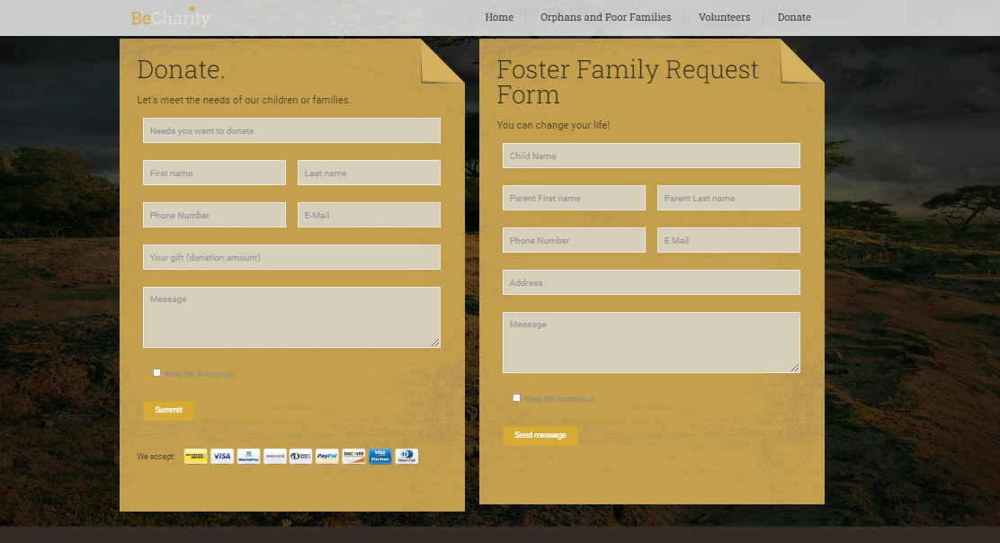 BeCharity
Home
Orphans and Poor Families
Volunteers
Donate
Donate.
Let's meet the needs of our children or families.
Needs you want to donate
First name
Last name
Phone Number
E-Mail
Your gift (donation amount)
Message
Keep Me Anonymus
Summit
We accept:
VISA
WorldPay
PayPal
DISCOVER
VISA
Electron
Diners Club
Foster Family Request
Form
You can change your life!
Child Name
Parent First name
Parent Last name
Phone Number
E Mail
Address
Message
Keep Me Anonymus
Send message